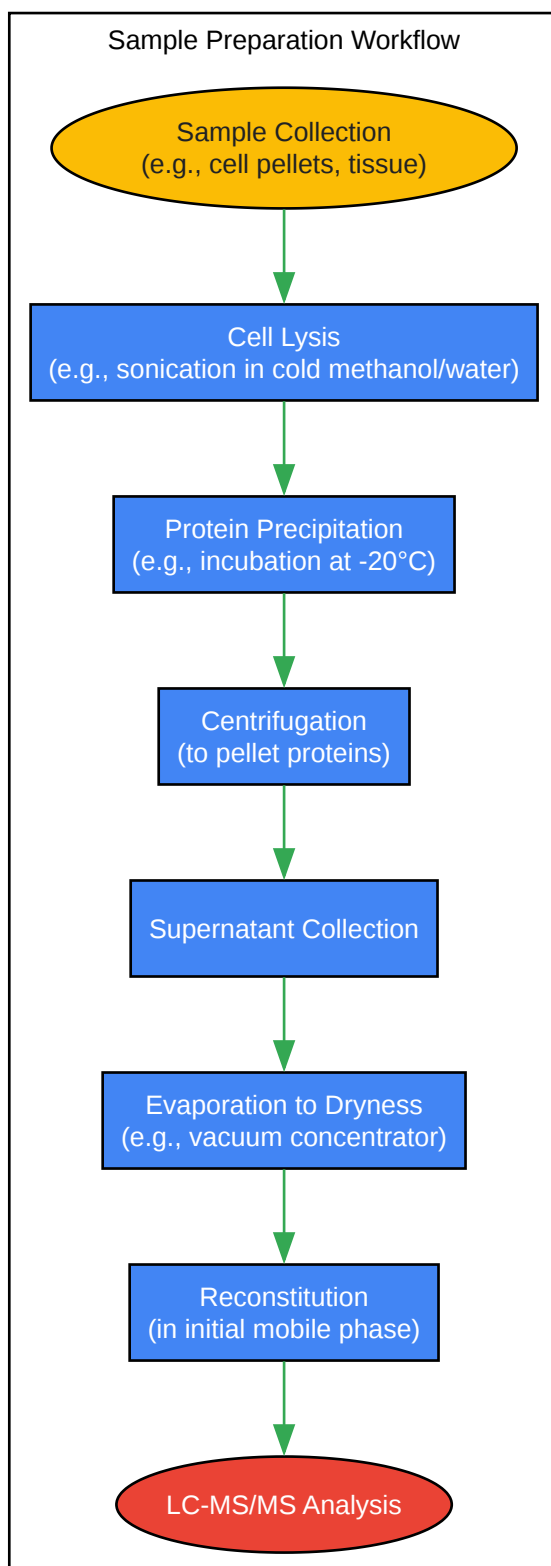 Sample Preparation Workflow
Sample Collection
(e.g., cell pellets, tissue)
Cell Lysis
(e.g., sonication in cold methanol/water)
Protein Precipitation
(e.g., incubation at -20°C)
Centrifugation
(to pellet proteins)
Supernatant Collection
Evaporation to Dryness
(e.g., vacuum concentrator)
Reconstitution
(in initial mobile phase)
LC-MS/MS Analysis